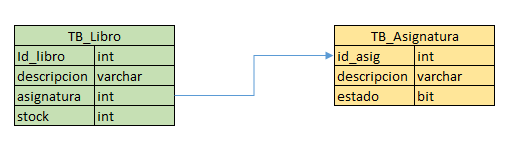 TB_Libro
Id_libro int
descripcion varchar
asignatura int
stock int
TB_Asignatura
id_asig int
descripcion varchar
estado bit